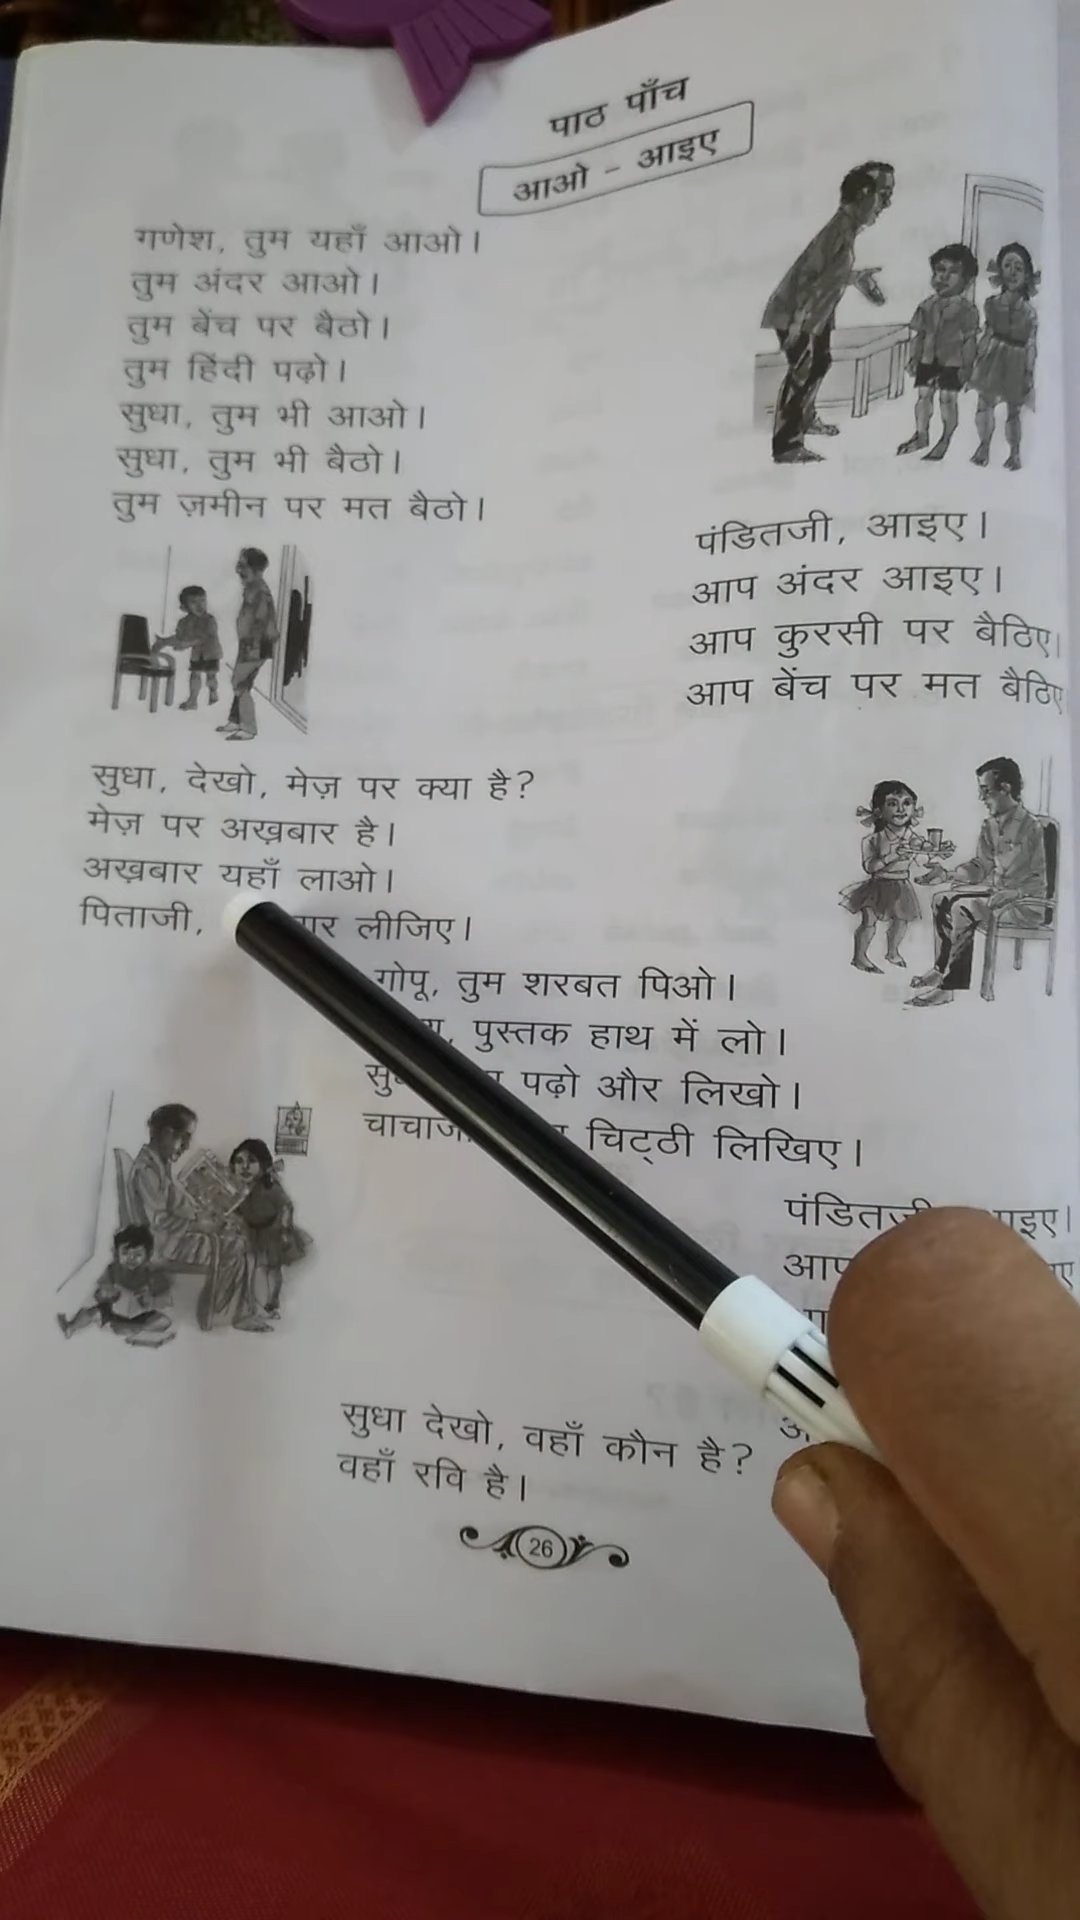 पाठ पाँच
आओ - आइए
गणेश, तुम यहाँ आओ।
तुम अंदर आओ।
तुम बेंच पर बैठो।
तुम हिंदी पढ़ो।
सुधा, तुम भी आओ।
सुधा, तुम भी बैठो।
तुम ज़मीन पर मत बैठो।
पंडितजी, आइए।
आप अंदर आइए।
आप कुरसी पर बैठिए।
आप बेंच पर मत बैठिए
सुधा, देखो, मेज़ पर क्या है?
मेज़ पर अख़बार है।
अख़बार यहाँ लाओ।
पिताजी, लीजिए।
गोपू, तुम शरबत पिओ।
पुस्तक हाथ में लो।
पढ़ो और लिखो।
चिट्ठी लिखिए।
आप
सुधा देखो, वहाँ कौन है?
वहाँ रवि है।
26